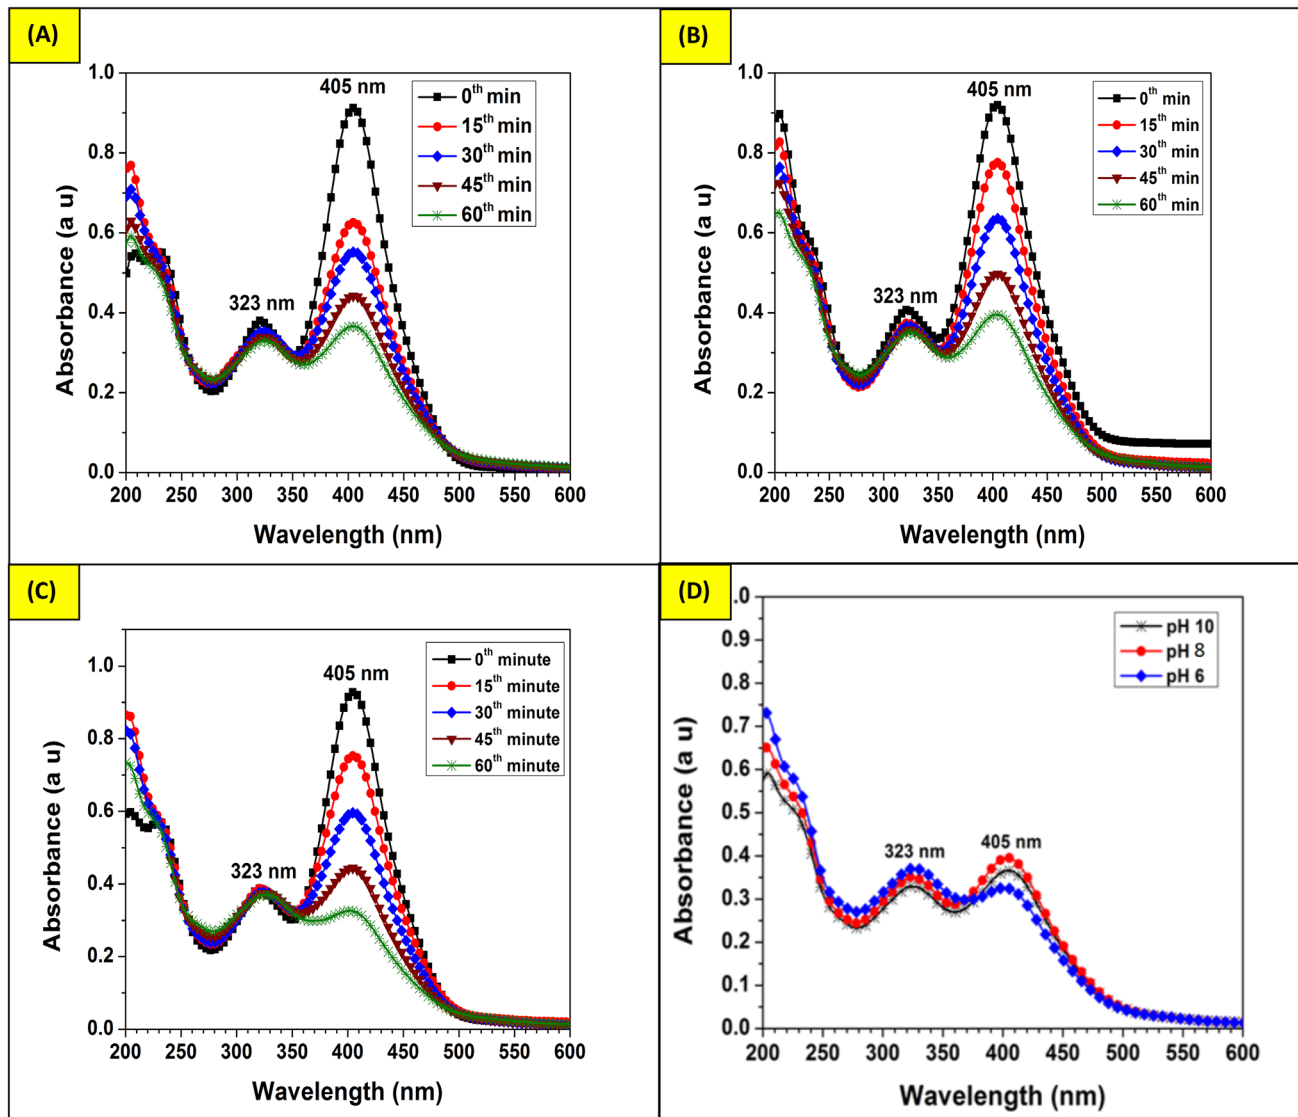 (A)
405 nm
323 nm
0th min
15th min
30th min
45th min
60th min
1.0
0.8
0.6
0.4
0.2
0.0
200 250 300 350 400 450 500 550 600
Absorbance (a u)
Wavelength (nm)
(B)
405 nm
323 nm
0th min
15th min
30th min
45th min
60th min
1.0
0.8
0.6
0.4
0.2
0.0
200 250 300 350 400 450 500 550 600
Absorbance (a u)
Wavelength (nm)
(C)
405 nm
323 nm
0th minute
15th minute
30th minute
45th minute
60th minute
1.0
0.8
0.6
0.4
0.2
0.0
200 250 300 350 400 450 500 550 600
Absorbance (a u)
Wavelength (nm)
(D)
323 nm
405 nm
pH 10
pH 8
pH 6
.0
0.9
0.8
0.7
0.6
0.5
0.4
0.3
0.2
0.1
0.0
200 250 300 350 400 450 500 550 600
Absorbance (a u)
Wavelength (nm)